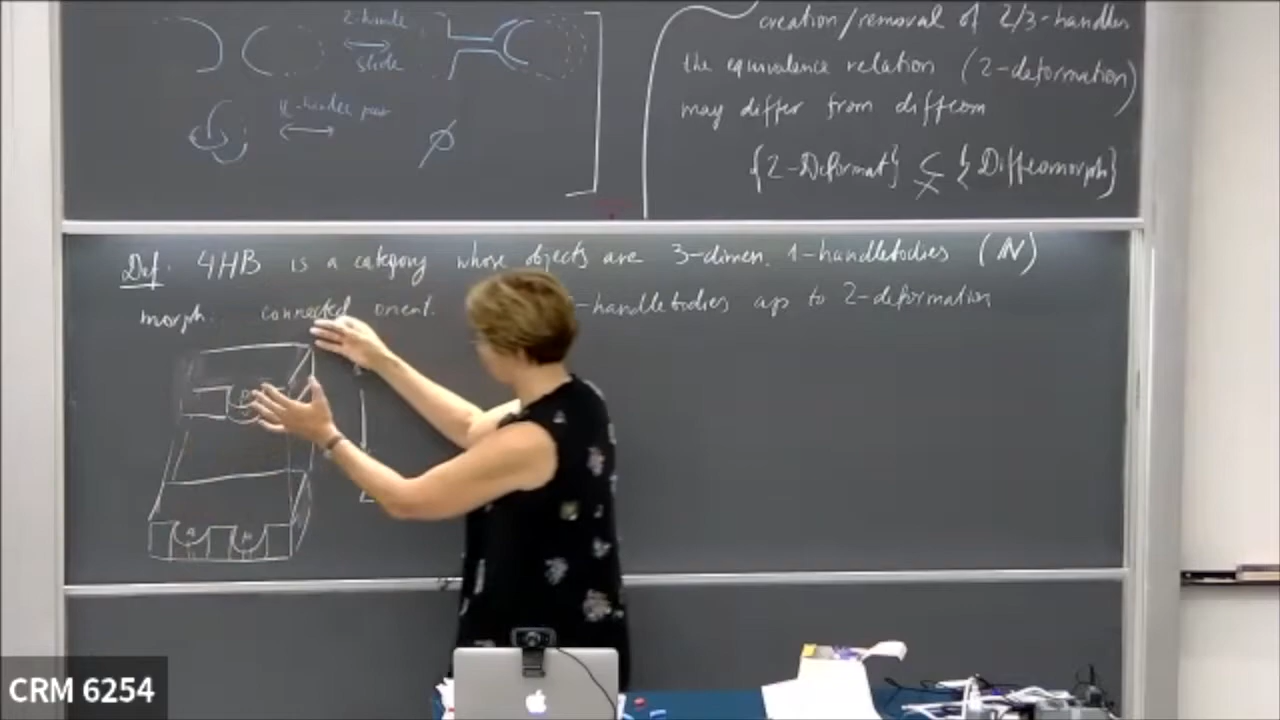 2-handle
slide
ϕ
creation/removal of 2/3-handles
the equivalence relation (2-deformation)
may differ from diffeom
{2-Deformat} ⊊ {Diffeomorph}
Def. 4HB is a category whose objects are 3-dimen. 1-handlebodies (N)
morph. connected orient. -handlebodies up to 2-deformation
CRM 6254